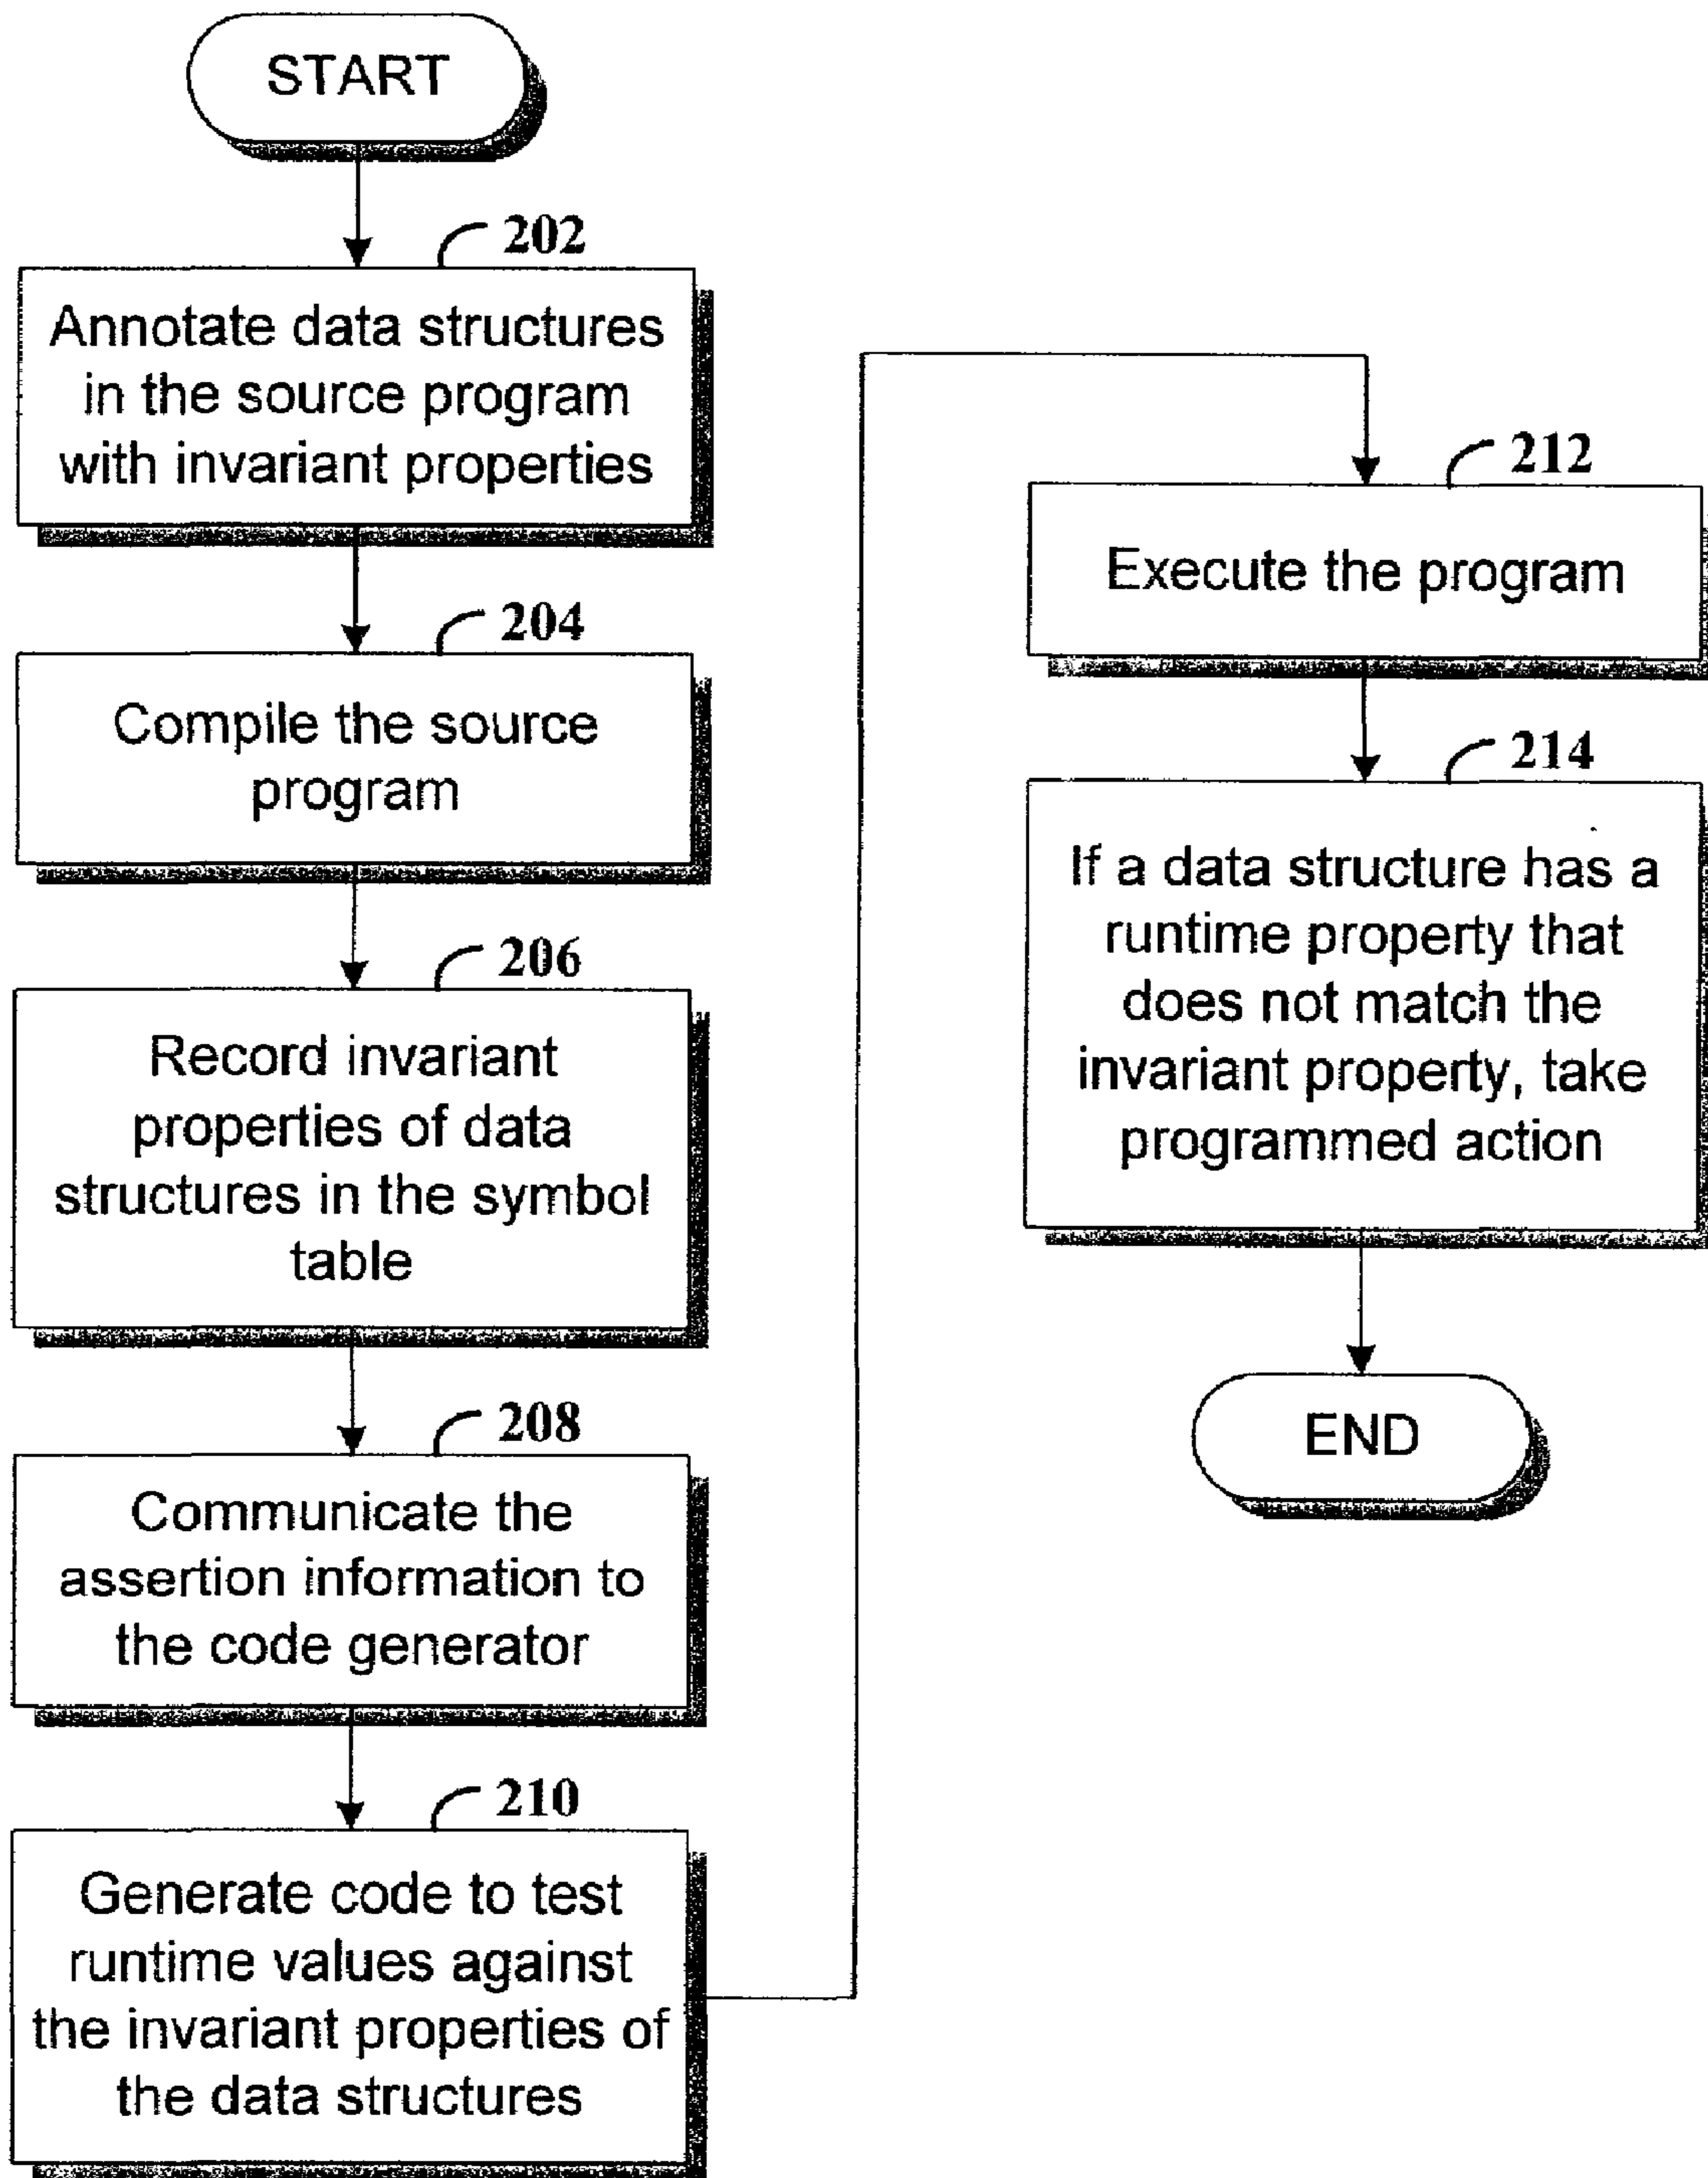 START
202
Annotate data structures
in the source program
with invariant properties
204
Compile the source
program
206
Record invariant
properties of data
structures in the symbol
table
208
Communicate the
assertion information to
the code generator
210
Generate code to test
runtime values against
the invariant properties of
the data structures
212
Execute the program
214
If a data structure has a
runtime property that
does not match the
invariant property, take
programmed action
END